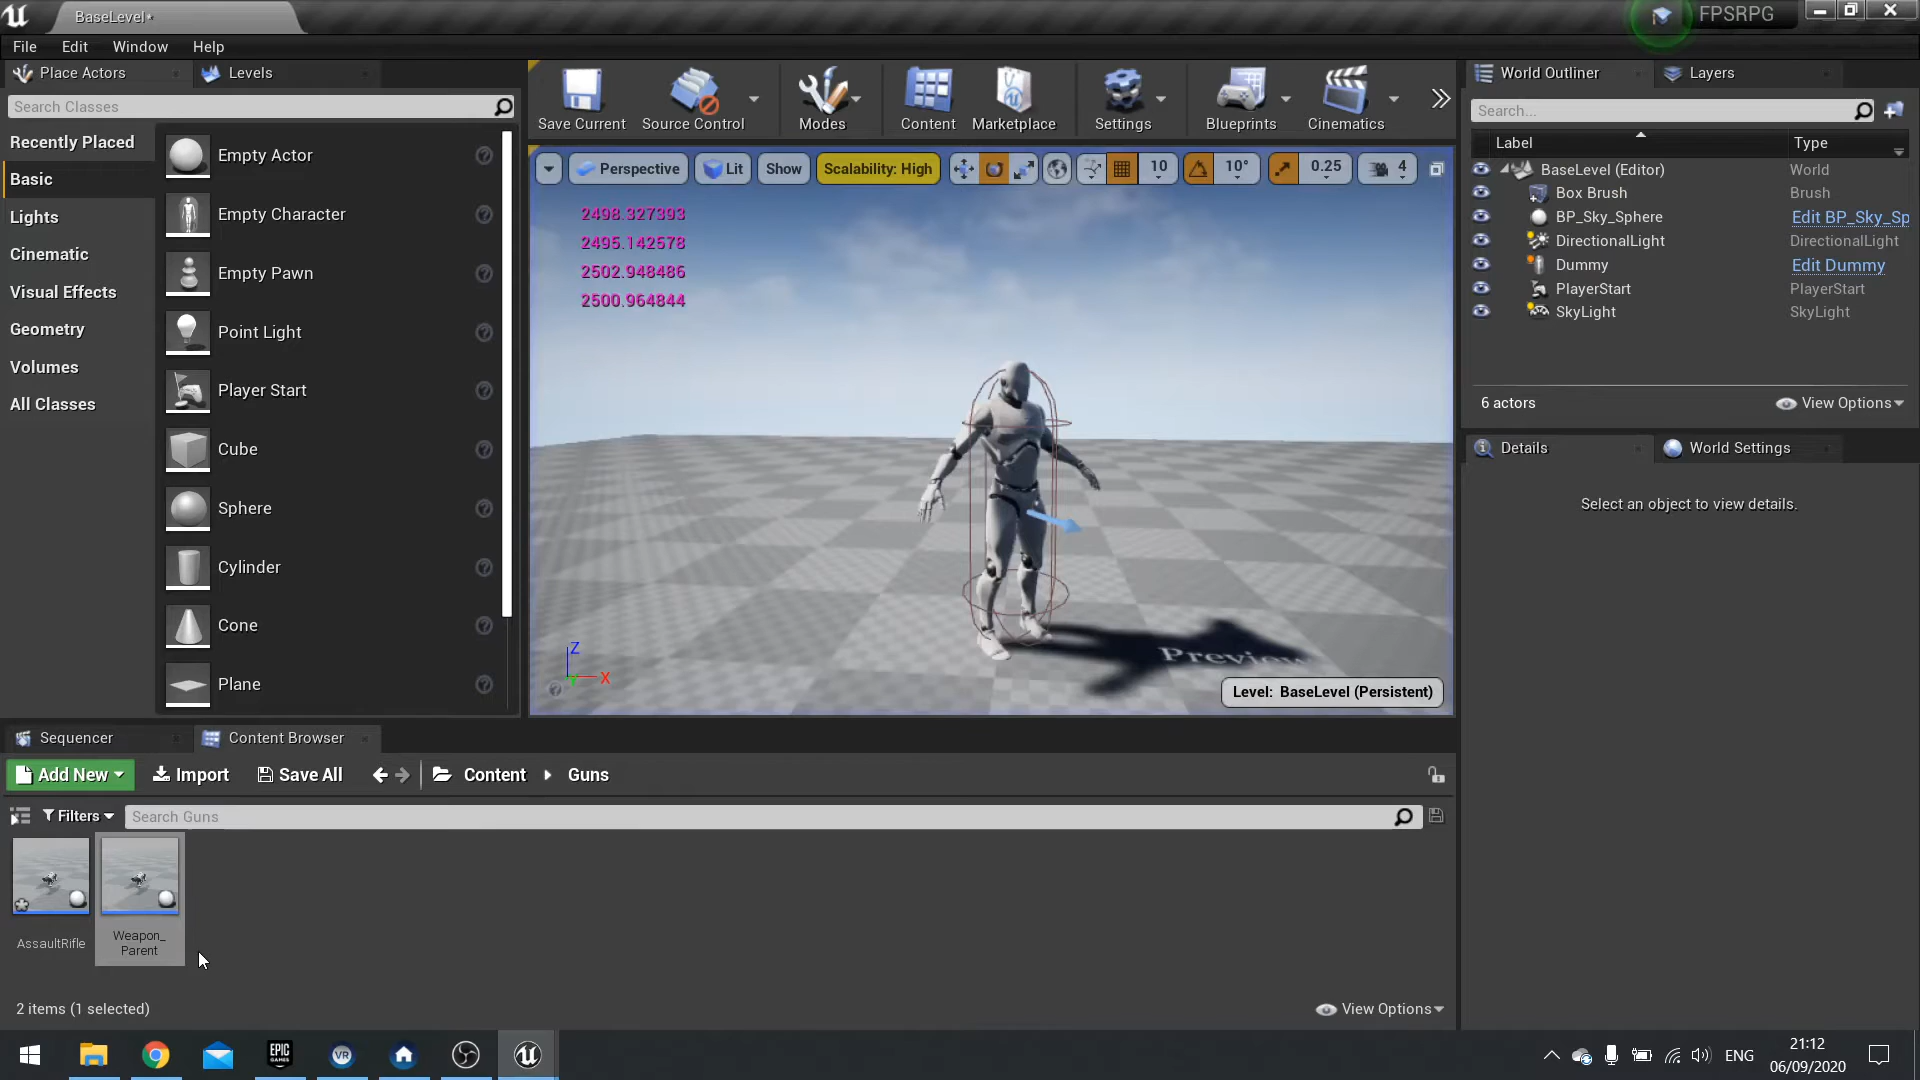 BaseLevel*
FPSRPG
File Edit Window Help
Place Actors
Levels
Search Classes
Recently Placed
Basic
Lights
Cinematic
Visual Effects
Geometry
Volumes
All Classes
Empty Actor
Empty Character
Empty Pawn
Point Light
Player Start
Cube
Sphere
Cylinder
Cone
Plane
Save Current
Source Control
Modes
Content
Marketplace
Settings
Blueprints
Cinematics
Perspective
Lit
Show
Scalability: High
10
10°
0.25
4
2498.327393
2495.142578
2502.948486
2500.964844
Z
X
Preview
Level: BaseLevel (Persistent)
World Outliner
Layers
Search...
Label Type
BaseLevel (Editor) World
Box Brush Brush
BP_Sky_Sphere Edit BP_Sky_Sp
DirectionalLight DirectionalLight
Dummy Edit Dummy
PlayerStart PlayerStart
SkyLight SkyLight
6 actors
View Options
Details
World Settings
Select an object to view details.
Sequencer
Content Browser
Add New
Import
Save All
Content
Guns
Filters
Search Guns
AssaultRifle
Weapon_
Parent
2 items (1 selected)
View Options
EPIC
GAMES
VR
ENG
21:12
06/09/2020